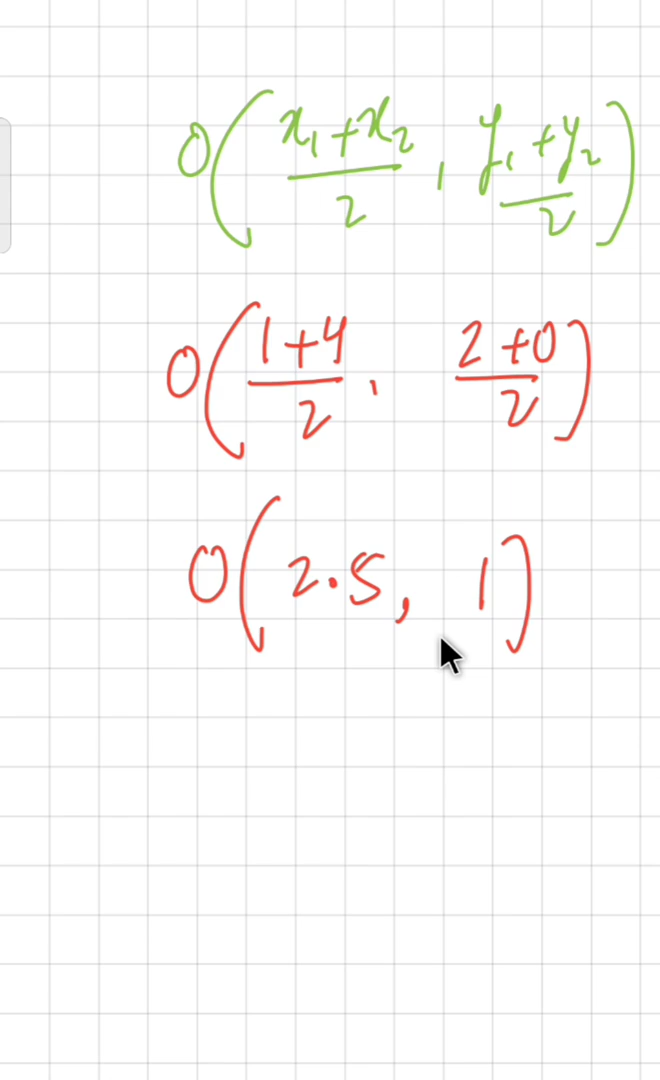 O(x₁+x₂/2, y₁+y₂/2)
O(1+4/2, 2+0/2)
O(2.5, 1)